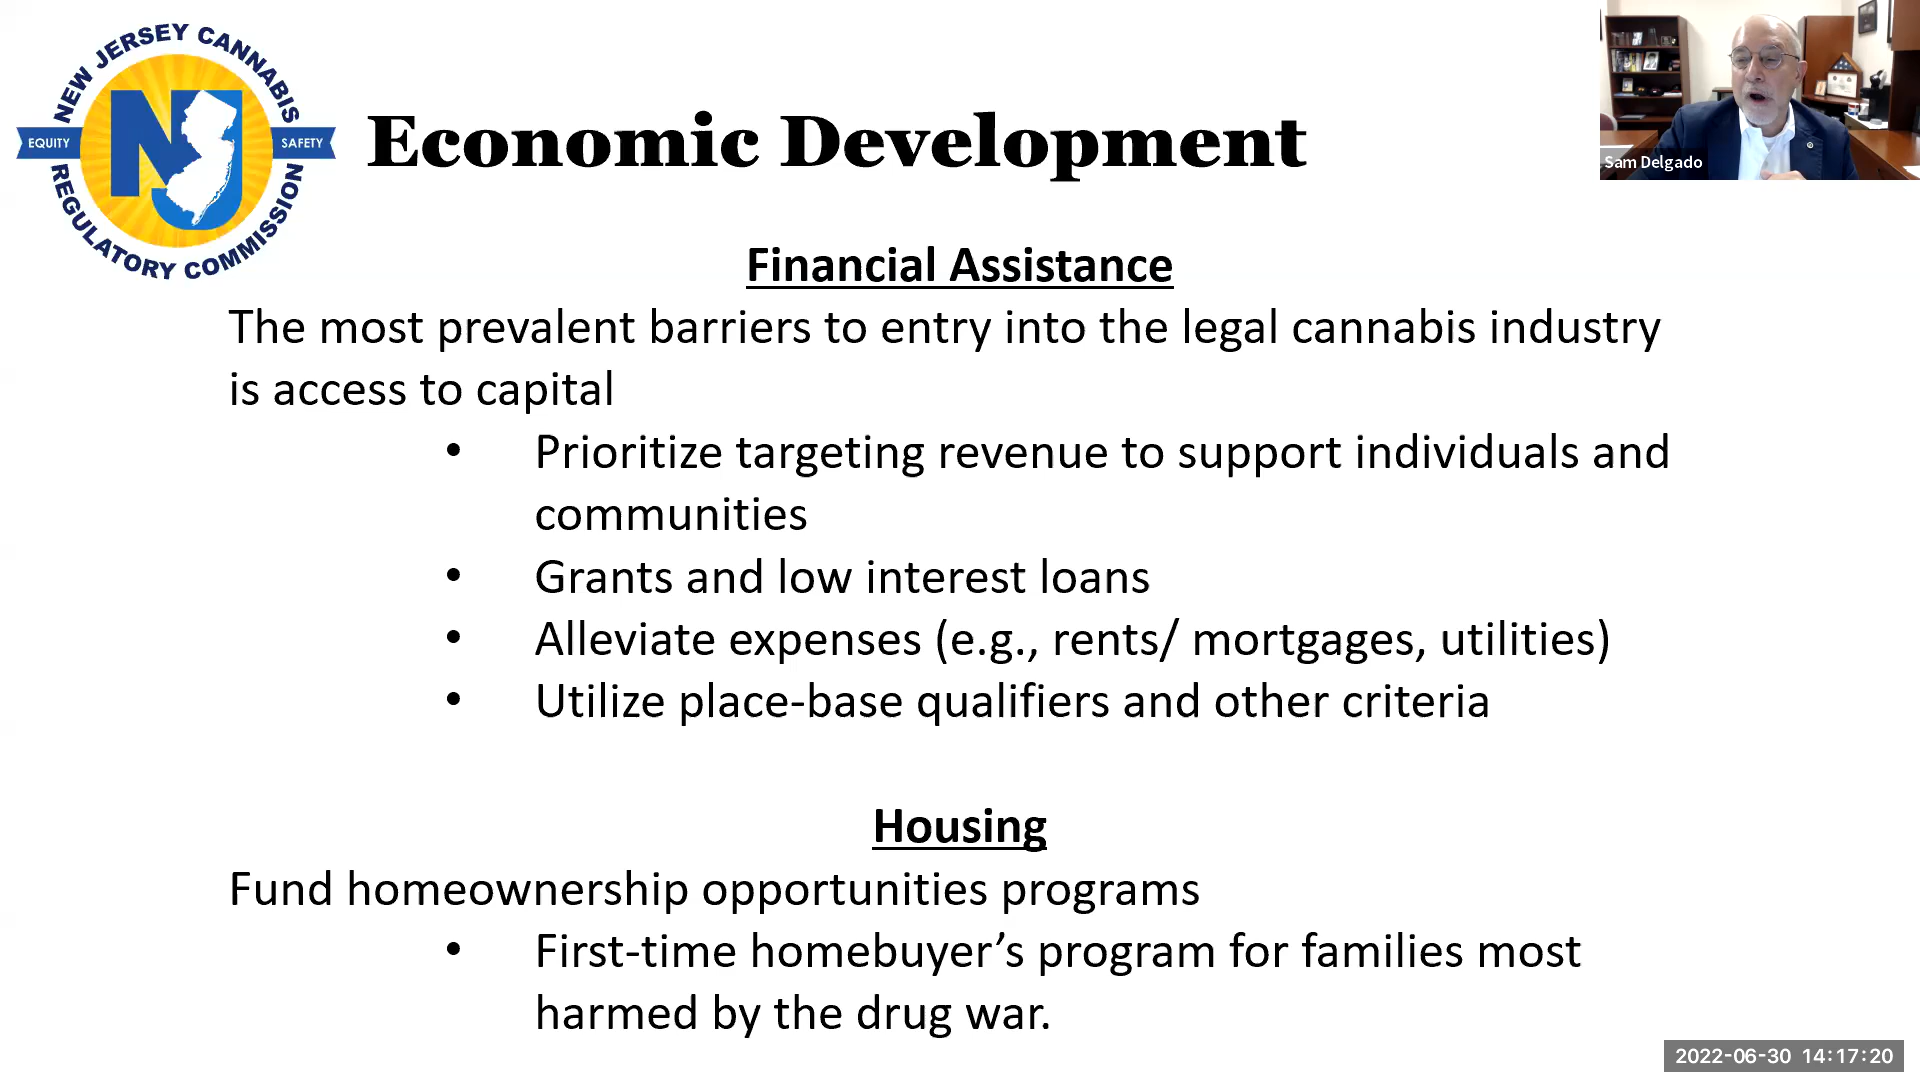 NEW JERSEY CANNABIS
EQUITY
SAFETY
NJ
REGULATORY COMMISSION
Economic Development
Sam Delgado
Financial Assistance
The most prevalent barriers to entry into the legal cannabis industry
is access to capital
• Prioritize targeting revenue to support individuals and
communities
• Grants and low interest loans
• Alleviate expenses (e.g., rents/ mortgages, utilities)
• Utilize place-base qualifiers and other criteria
Housing
Fund homeownership opportunities programs
• First-time homebuyer’s program for families most
harmed by the drug war.
2022-06-30 14:17:20